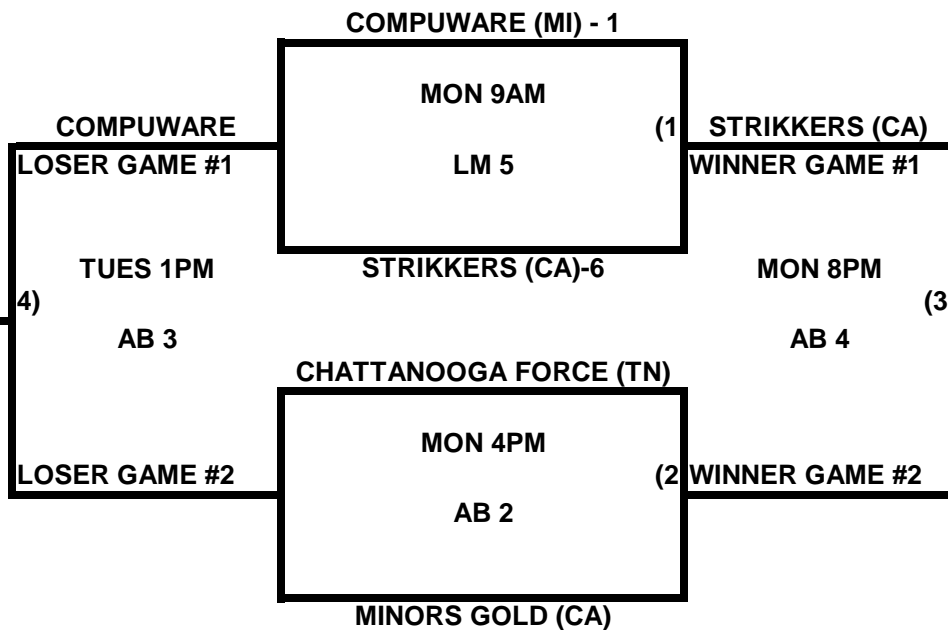 COMPUWARE (MI) - 1
MON 9AM
COMPUWARE (1 STRIKKERS (CA)
LOSER GAME #1 LM 5 WINNER GAME #1
TUES 1PM STRIKKERS (CA)-6 MON 8PM
4) (3
AB 3 AB 4
CHATTANOOGA FORCE (TN)
MON 4PM
LOSER GAME #2 (2 WINNER GAME #2
AB 2
MINORS GOLD (CA)